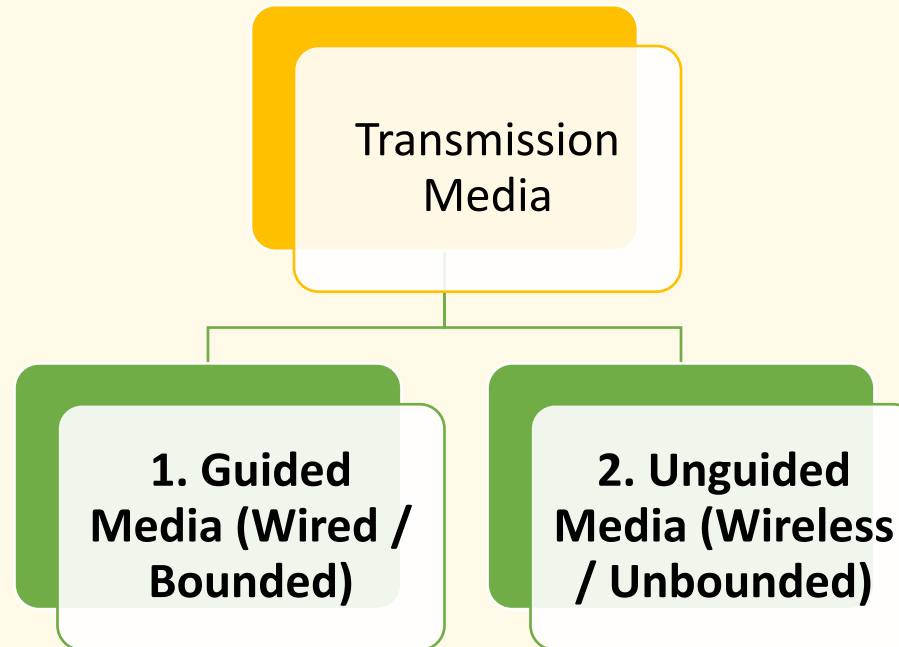 Transmission
Media
1. Guided
Media (Wired /
Bounded)
2. Unguided
Media (Wireless
/ Unbounded)